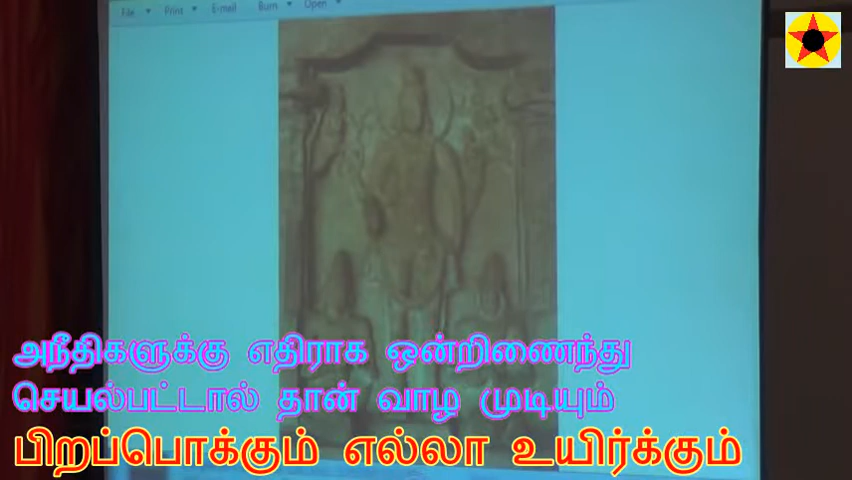 File Print E-mail Burn Open
அநீதிகளுக்கு எதிராக ஒன்றிணைந்து
செயல்பட்டால் தான் வாழ முடியும்
பிறப்பொக்கும் எல்லா உயிர்க்கும்